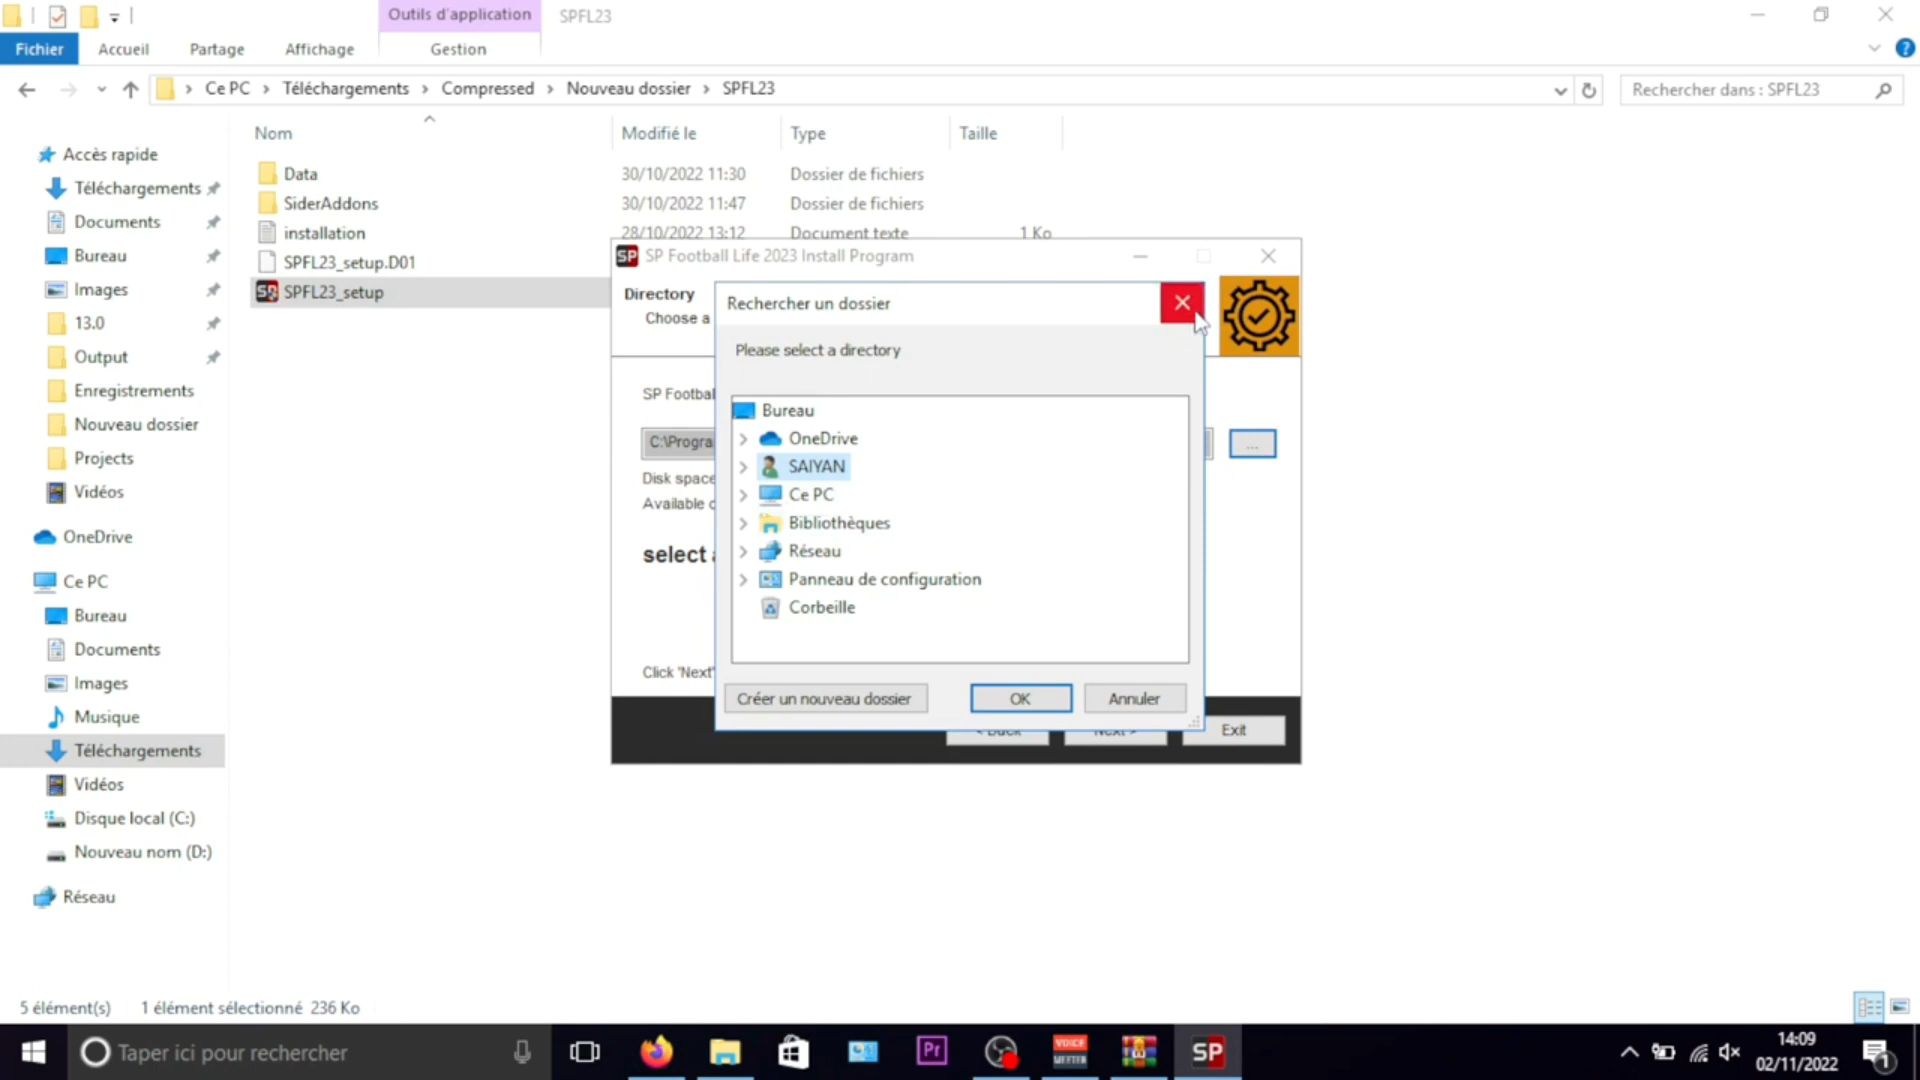 Outils d'application SPFL23
Fichier Accueil Partage Affichage Gestion
Ce PC Téléchargements Compressed Nouveau dossier SPFL23
Rechercher dans : SPFL23
Nom Modifié le Type Taille
Data 30/10/2022 11:30 Dossier de fichiers
SiderAddons 30/10/2022 11:47 Dossier de fichiers
installation 28/10/2022 13:12 Document texte 1 Ko
SPFL23_setup.D01
SPFL23_setup
Accès rapide
Téléchargements
Documents
Bureau
Images
13.0
Output
Enregistrements
Nouveau dossier
Projects
Vidéos
OneDrive
Ce PC
Bureau
Documents
Images
Musique
Téléchargements
Vidéos
Disque local (C:)
Nouveau nom (D:)
Réseau
SP SP Football Life 2023 Install Program
Directory
Choose a
SP Footbal
C:\Progra
...
Disk space
Available
select
Click 'Next'
Exit
Rechercher un dossier
Please select a directory
Bureau
OneDrive
SAIYAN
Ce PC
Bibliothèques
Réseau
Panneau de configuration
Corbeille
Créer un nouveau dossier OK Annuler
5 élément(s) 1 élément sélectionné 236 Ko
Taper ici pour rechercher
Pr
VOICE
MEETER
SP
14:09
02/11/2022
1